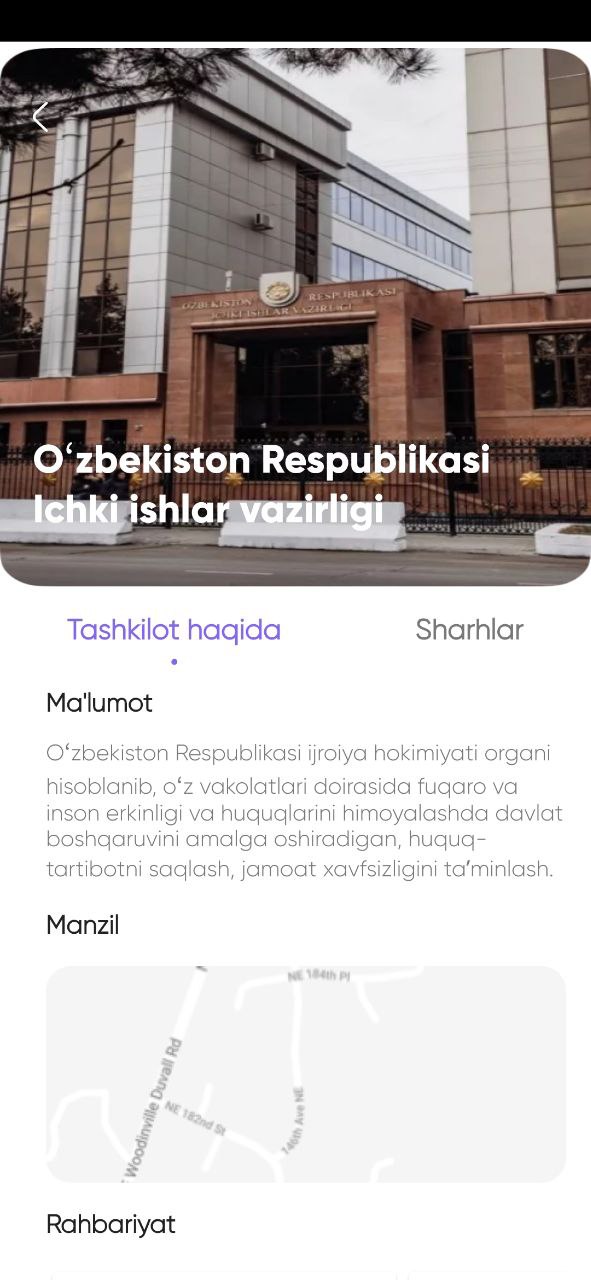 O‘ZBEKISTON RESPUBLIKASI
ICHKI ISHLAR VAZIRLIGI
O‘zbekiston Respublikasi
Ichki ishlar vazirligi
Tashkilot haqida
Sharhlar
Ma'lumot
O‘zbekiston Respublikasi ijroiya hokimiyati organi
hisoblanib, o‘z vakolatlari doirasida fuqaro va
inson erkinligi va huquqlarini himoyalashda davlat
boshqaruvini amalga oshiradigan, huquq-
tartibotni saqlash, jamoat xavfsizligini ta’minlash.
Manzil
NE 184th Pl
Woodinville Duvall Rd
NE 182nd St
146th Ave NE
Rahbariyat